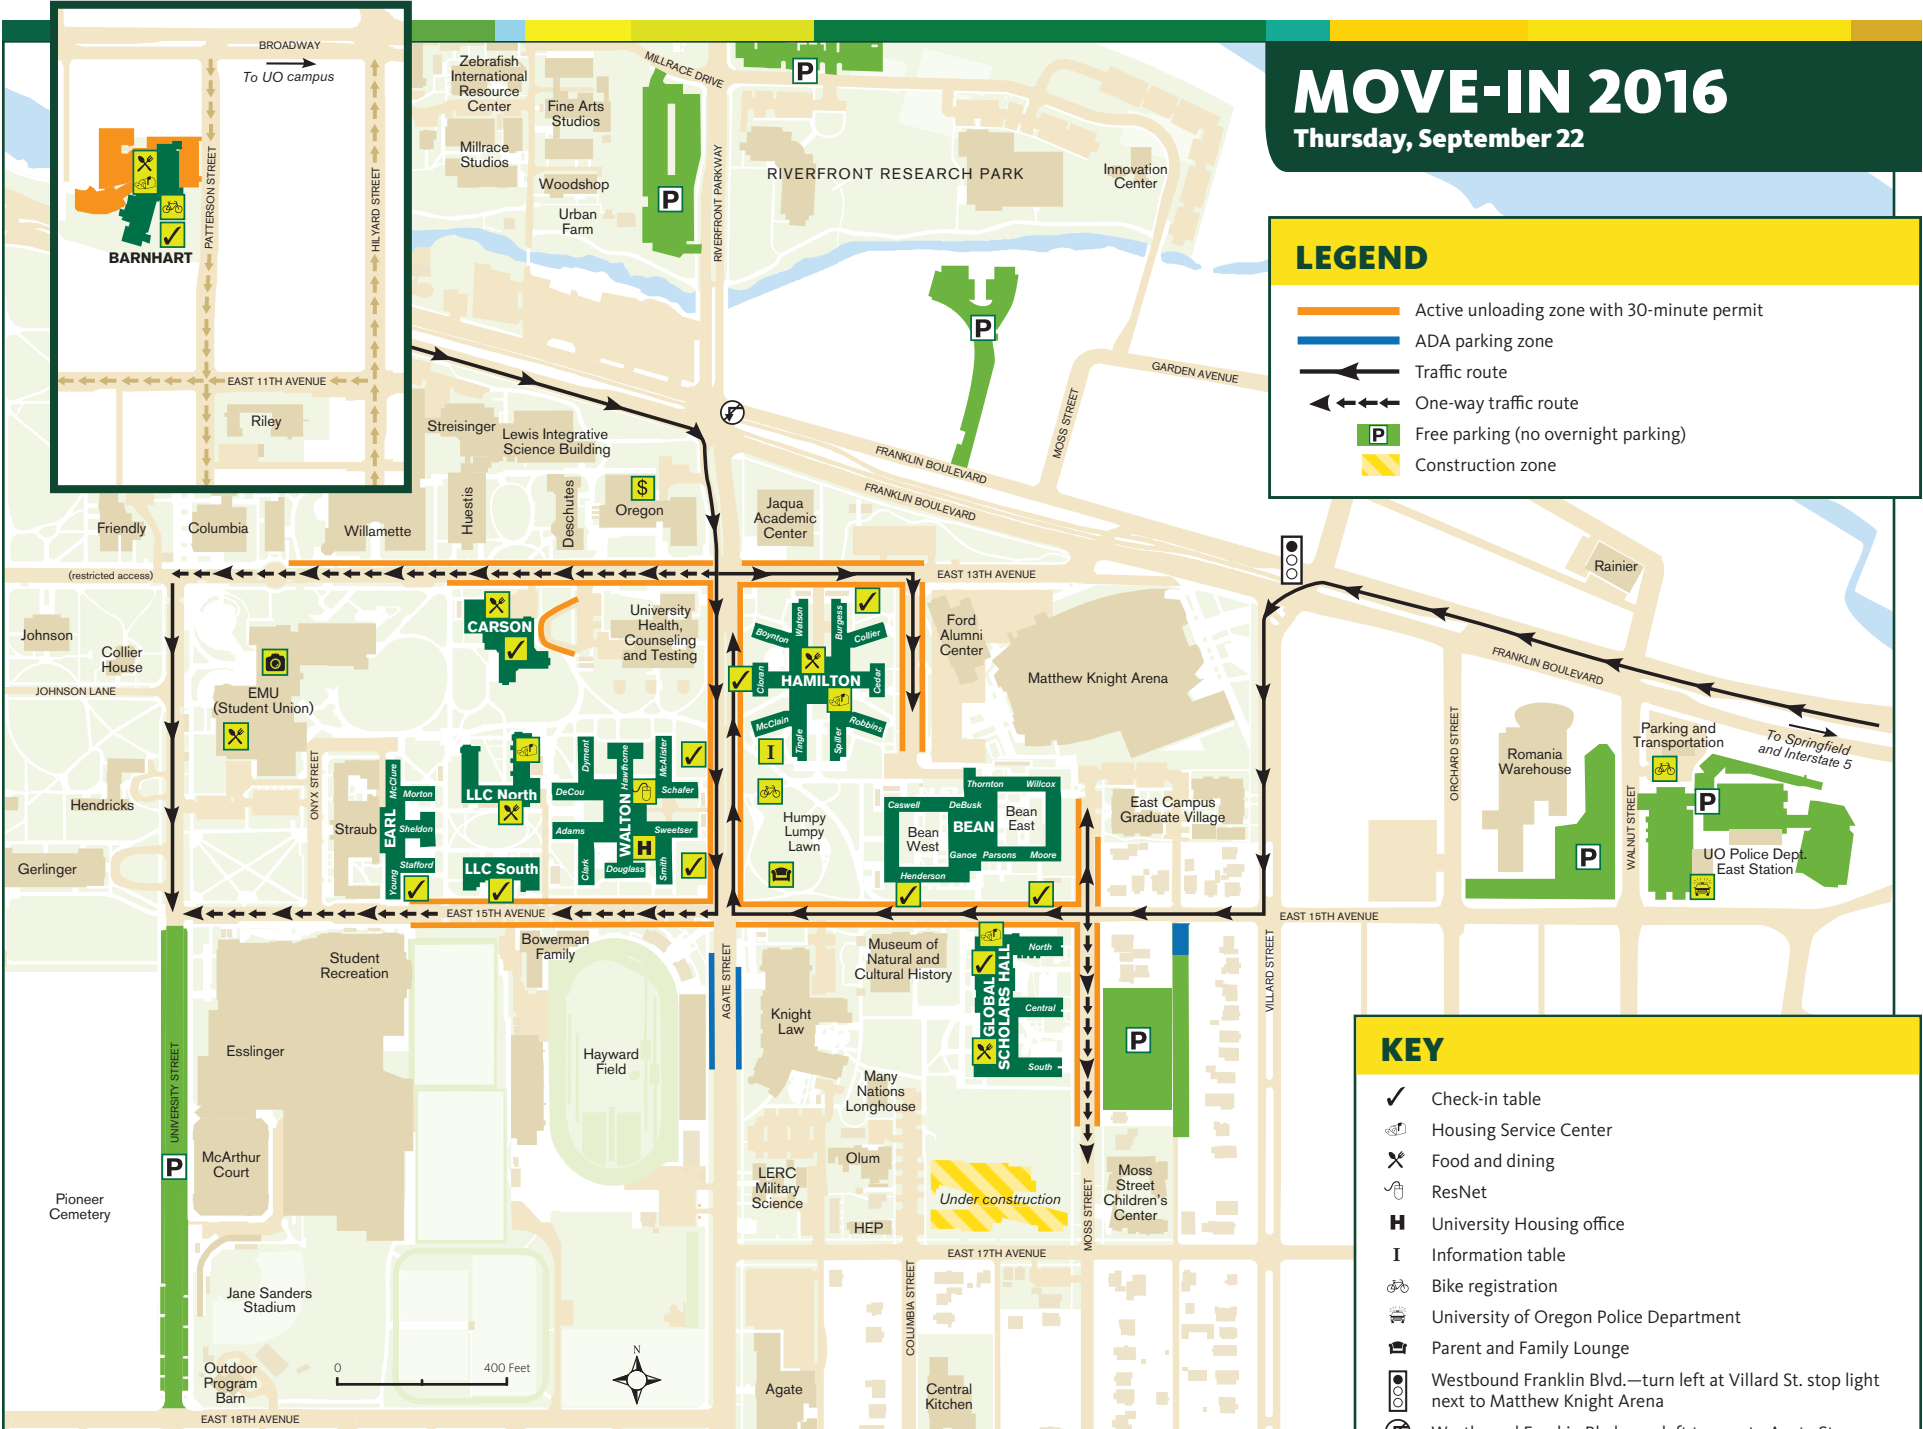 MOVE-IN 2016
Thursday, September 22
LEGEND
Active unloading zone with 30-minute permit
ADA parking zone
Traffic route
One-way traffic route
P
Free parking (no overnight parking)
Construction zone
BROADWAY
To UO campus
PATTERSON STREET
HILYARD STREET
BARNHART
EAST 11TH AVENUE
Riley
Zebrafish
International
Resource
Center
Fine Arts
Studios
Millrace
Studios
Woodshop
Urban
Farm
MILLRACE DRIVE
P
P
RIVERFRONT PARKWAY
RIVERFRONT RESEARCH PARK
Innovation
Center
P
GARDEN AVENUE
MOSS STREET
FRANKLIN BOULEVARD
FRANKLIN BOULEVARD
Streisinger
Lewis Integrative
Science Building
Friendly
Columbia
Willamette
Huestis
Deschutes
$
Oregon
Jaqua
Academic
Center
(restricted access)
EAST 13TH AVENUE
Rainier
Johnson
Collier
House
JOHNSON LANE
EMU
(Student Union)
CARSON
University
Health,
Counseling
and Testing
Boynton
Watson
Burgess
Collier
Cloran
HAMILTON
Cedar
McClain
Tingle
Spiller
Robbins
I
Ford
Alumni
Center
Matthew Knight Arena
FRANKLIN BOULEVARD
To Springfield
and Interstate 5
Hendricks
ONYX STREET
Straub
Gerlinger
McClure
Morton
EARL
Sheldon
Stafford
Young
LLC North
LLC South
Dyment
Hawthorne
McAlister
DeCou
Schafer
WALTON
Adams
Sweetser
H
Clark
Douglass
Smith
Humpy
Lumpy
Lawn
Thornton
Willcox
Caswell
DeBusk
Bean
West
BEAN
Bean
East
Ganoe
Parsons
Moore
Henderson
East Campus
Graduate Village
ORCHARD STREET
Romania
Warehouse
P
WALNUT STREET
Parking and
Transportation
P
UO Police Dept.
East Station
EAST 15TH AVENUE
EAST 15TH AVENUE
Student
Recreation
Bowerman
Family
AGATE STREET
Museum of
Natural and
Cultural History
GLOBAL
SCHOLARS HALL
North
Central
South
VILLARD STREET
UNIVERSITY STREET
Esslinger
Hayward
Field
Knight
Law
P
Many
Nations
Longhouse
McArthur
Court
P
Pioneer
Cemetery
LERC
Military
Science
Olum
HEP
Under construction
MOSS STREET
Moss
Street
Children's
Center
EAST 17TH AVENUE
Jane Sanders
Stadium
COLUMBIA STREET
Outdoor
Program
Barn
0
400 Feet
N
Agate
Central
Kitchen
EAST 18TH AVENUE
KEY
Check-in table
Housing Service Center
Food and dining
ResNet
H
University Housing office
I
Information table
Bike registration
University of Oregon Police Department
Parent and Family Lounge
Westbound Franklin Blvd.—turn left at Villard St. stop light
next to Matthew Knight Arena